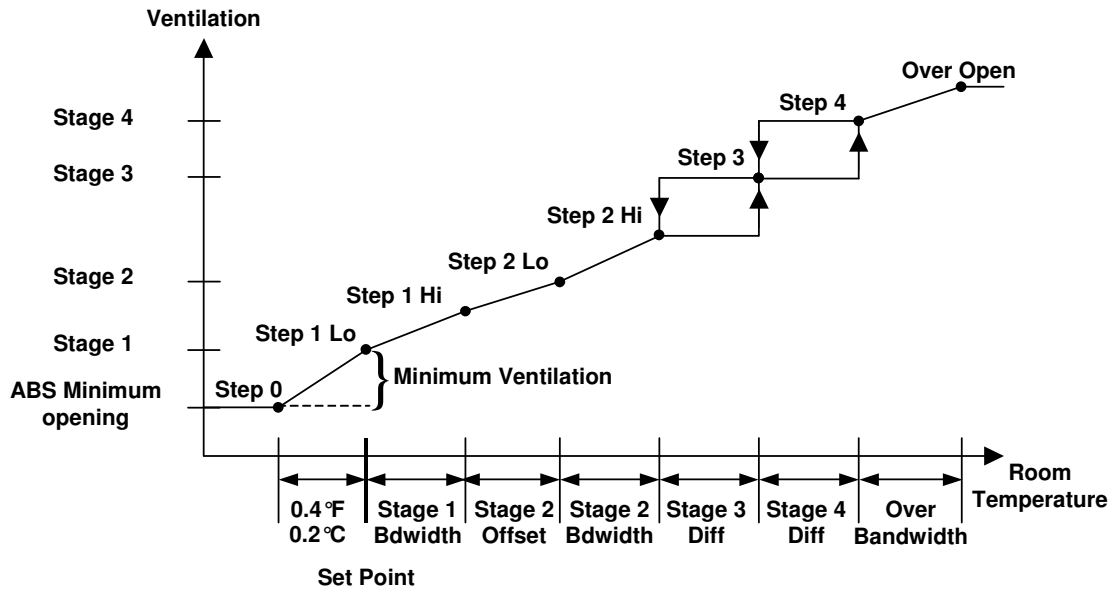 Ventilation
Over Open
Step 4
Stage 4
Step 3
Stage 3
Step 2 Hi
Step 2 Lo
Stage 2
Step 1 Hi
Step 1 Lo
Stage 1
Minimum Ventilation
Step 0
ABS Minimum
opening
Room
Temperature
0.4°F
0.2°C
Stage 1
Bdwidth
Stage 2
Offset
Stage 2
Bdwidth
Stage 3
Diff
Stage 4
Diff
Over
Bandwidth
Set Point